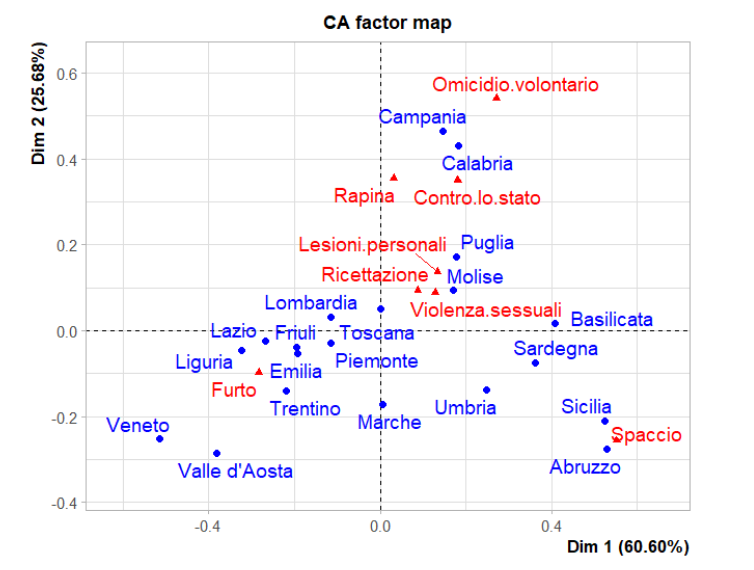 CA factor map
Dim 2 (25.68%)
0.6
0.4
0.2
0.0
-0.2
-0.4
Omicidio.volontario
Campania
Calabria
Rapina
Contro.lo.stato
Lesioni.personali
Puglia
Ricettazione
Molise
Lombardia
Violenza.sessuali
Basilicata
Lazio
Friuli
Toscana
Sardegna
Liguria
Piemonte
Emilia
Furto
Trentino
Umbria
Sicilia
Marche
Veneto
Spaccio
Valle d'Aosta
Abruzzo
-0.4
0.0
0.4
Dim 1 (60.60%)